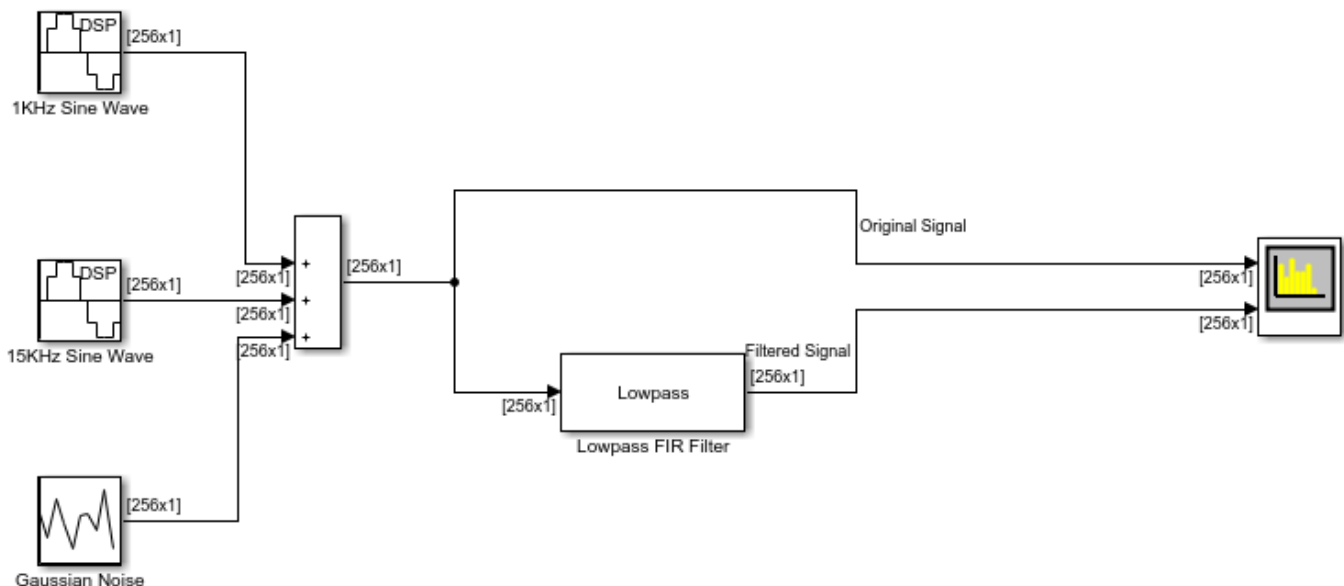 DSP
[256x1]
1KHz Sine Wave
Original Signal
[256x1]
+
[256x1]
[256x1]
DSP
[256x1]
+
[256x1]
15KHz Sine Wave
+
[256x1]
[256x1]
Filtered Signal
[256x1]
Lowpass
[256x1]
Lowpass FIR Filter
[256x1]
Gaussian Noise